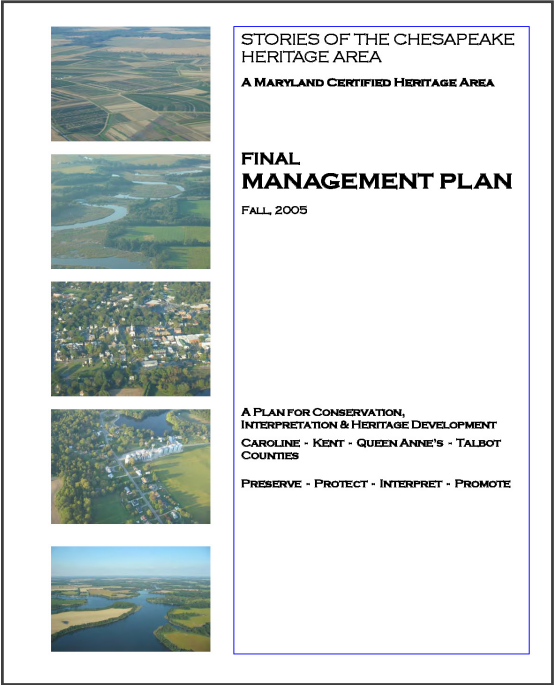 STORIES OF THE CHESAPEAKE
HERITAGE AREA
A MARYLAND CERTIFIED HERITAGE AREA
FINAL
MANAGEMENT PLAN
FALL, 2005
A PLAN FOR CONSERVATION,
INTERPRETATION & HERITAGE DEVELOPMENT
CAROLINE - KENT - QUEEN ANNE'S - TALBOT
COUNTIES
PRESERVE - PROTECT - INTERPRET - PROMOTE